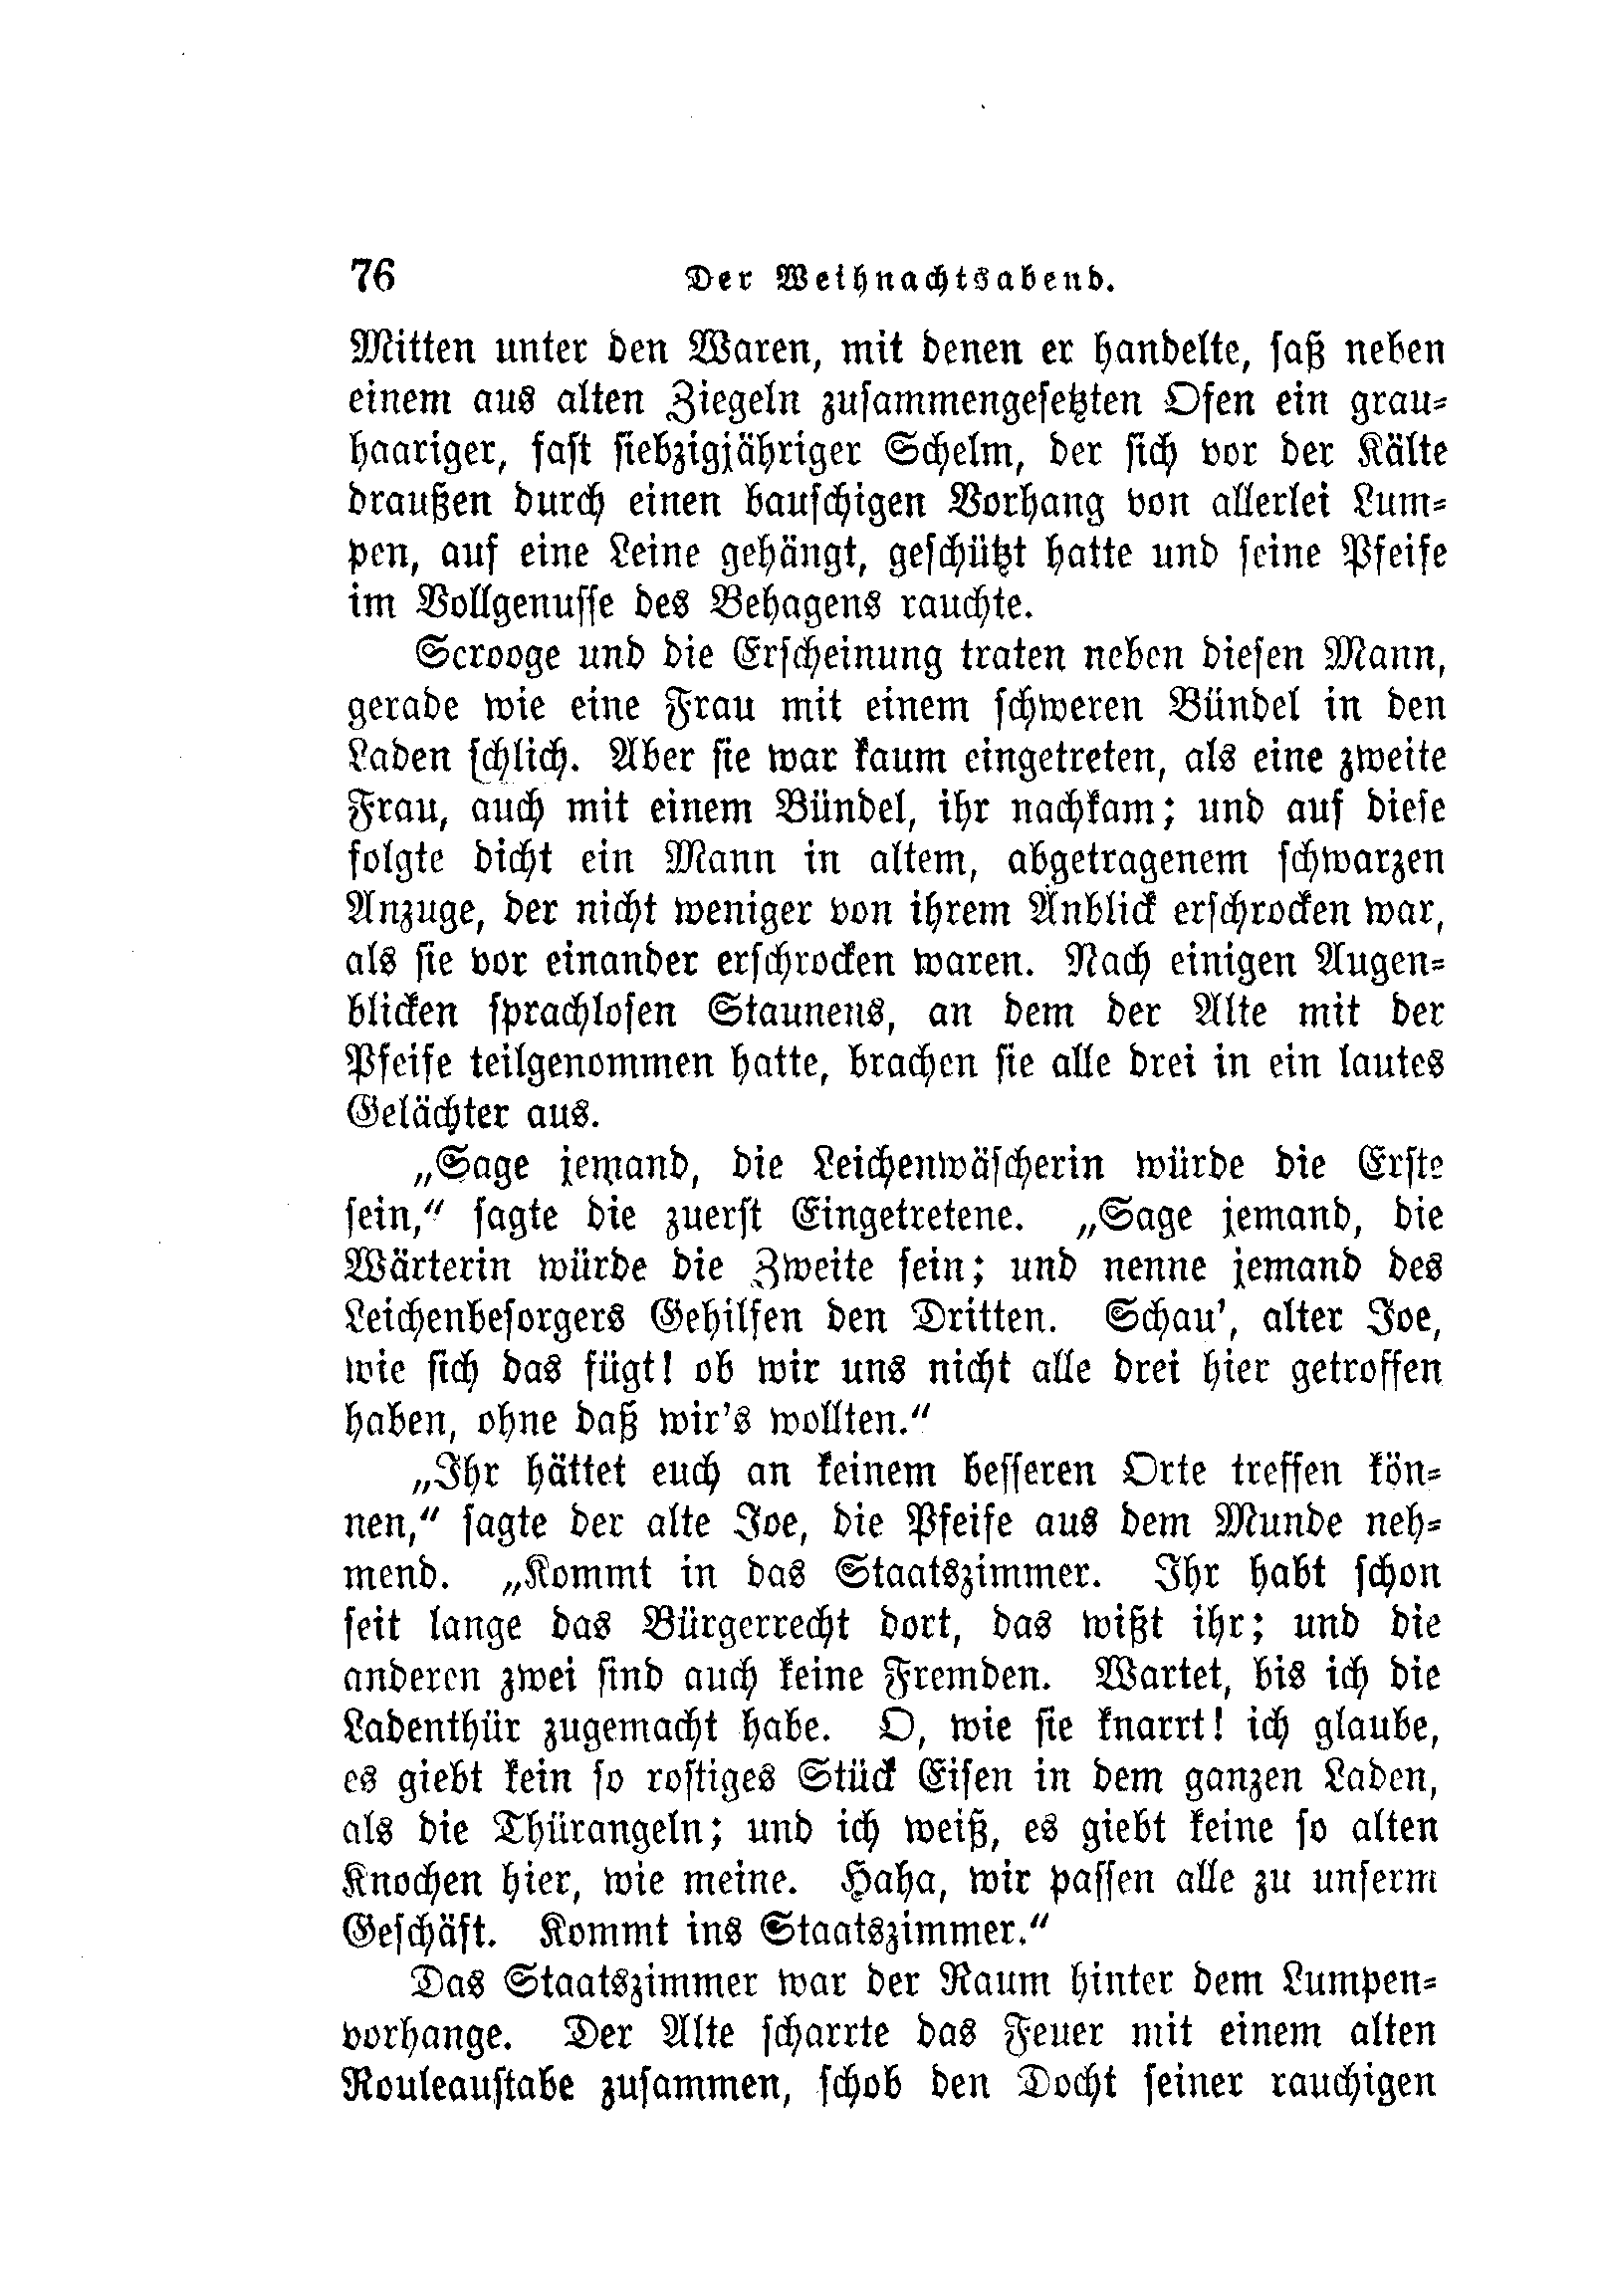 76 Der Weihnachtsabend.
Mitten unter den Waren, mit denen er handelte, saß neben
einem aus alten Ziegeln zusammengesetzten Ofen ein grau-
haariger, fast siebzigjähriger Schelm, der sich vor der Kälte
draußen durch einen bauschigen Vorhang von allerlei Lum-
pen, auf eine Leine gehängt, geschützt hatte und seine Pfeife
im Vollgenusse des Behagens rauchte.
Scrooge und die Erscheinung traten neben diesen Mann,
gerade wie eine Frau mit einem schweren Bündel in den
Laden schlich. Aber sie war kaum eingetreten, als eine zweite
Frau, auch mit einem Bündel, ihr nachkam; und auf diese
folgte dicht ein Mann in altem, abgetragenem schwarzen
Anzuge, der nicht weniger von ihrem Anblick erschrocken war,
als sie vor einander erschrocken waren. Nach einigen Augen-
blicken sprachlosen Staunens, an dem der Alte mit der
Pfeife teilgenommen hatte, brachen sie alle drei in ein lautes
Gelächter aus.
„Sage jemand, die Leichenwäscherin würde die Erste
sein,“ sagte die zuerst Eingetretene. „Sage jemand, die
Wärterin würde die Zweite sein; und nenne jemand des
Leichenbesorgers Gehilfen den Dritten. Schau', alter Joe,
wie sich das fügt! ob wir uns nicht alle drei hier getroffen
haben, ohne daß wir's wollten.“
„Ihr hättet euch an keinem besseren Orte treffen kön-
nen,“ sagte der alte Joe, die Pfeife aus dem Munde neh-
mend. „Kommt in das Staatszimmer. Ihr habt schon
seit lange das Bürgerrecht dort, das wißt ihr; und die
anderen zwei sind auch keine Fremden. Wartet, bis ich die
Ladenthür zugemacht habe. O, wie sie knarrt! ich glaube,
es giebt kein so rostiges Stück Eisen in dem ganzen Laden,
als die Thürangeln; und ich weiß, es giebt keine so alten
Knochen hier, wie meine. Haha, wir passen alle zu unserm
Geschäft. Kommt ins Staatszimmer.“
Das Staatszimmer war der Raum hinter dem Lumpen-
vorhange. Der Alte scharrte das Feuer mit einem alten
Rouleaustabe zusammen, schob den Docht seiner rauchigen